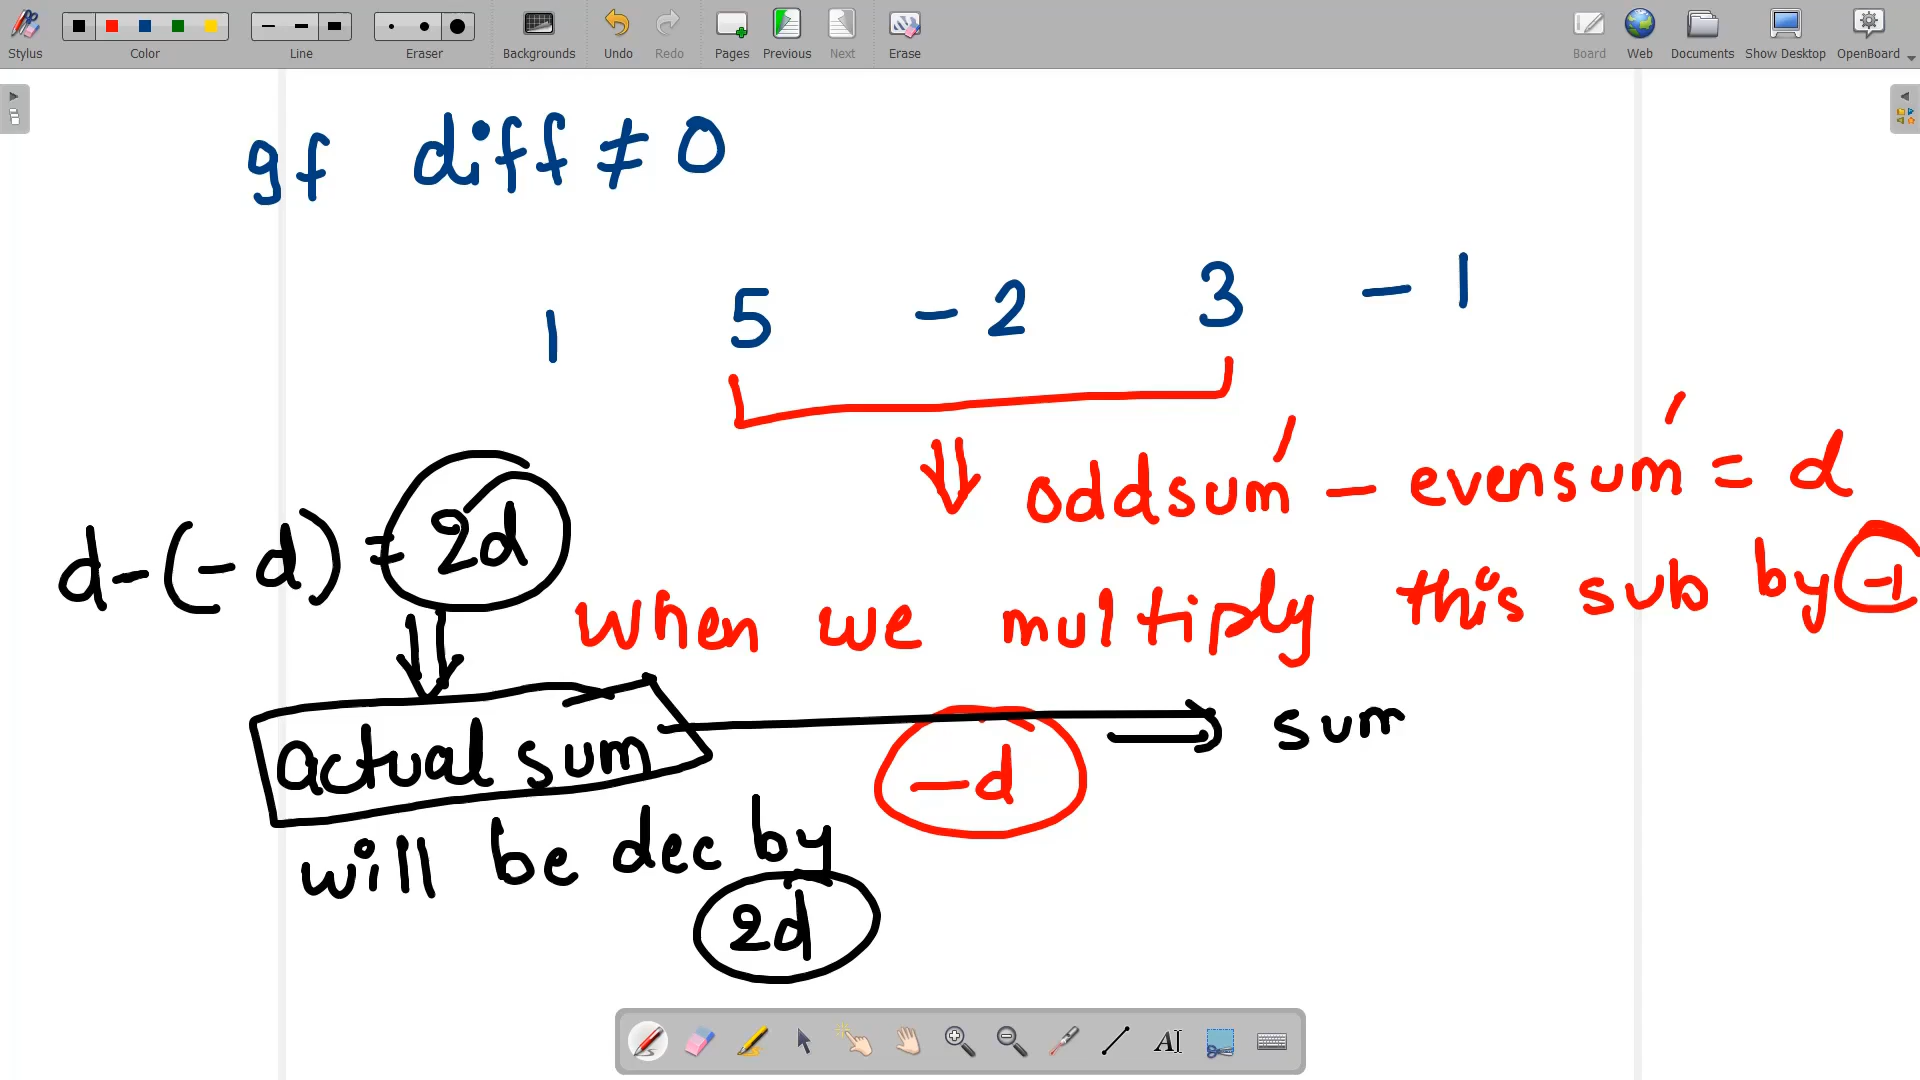 Stylus Color Line Eraser Backgrounds Undo Redo Pages Previous Next Erase Board Web Documents Show Desktop OpenBoard
gf diff ≠ 0
1 5 -2 3 -1
oddsum' - evensum' = d
d-(-d) = 2d
when we multiply this sub by -1
actual sum
-d
sum
will be dec by
2d